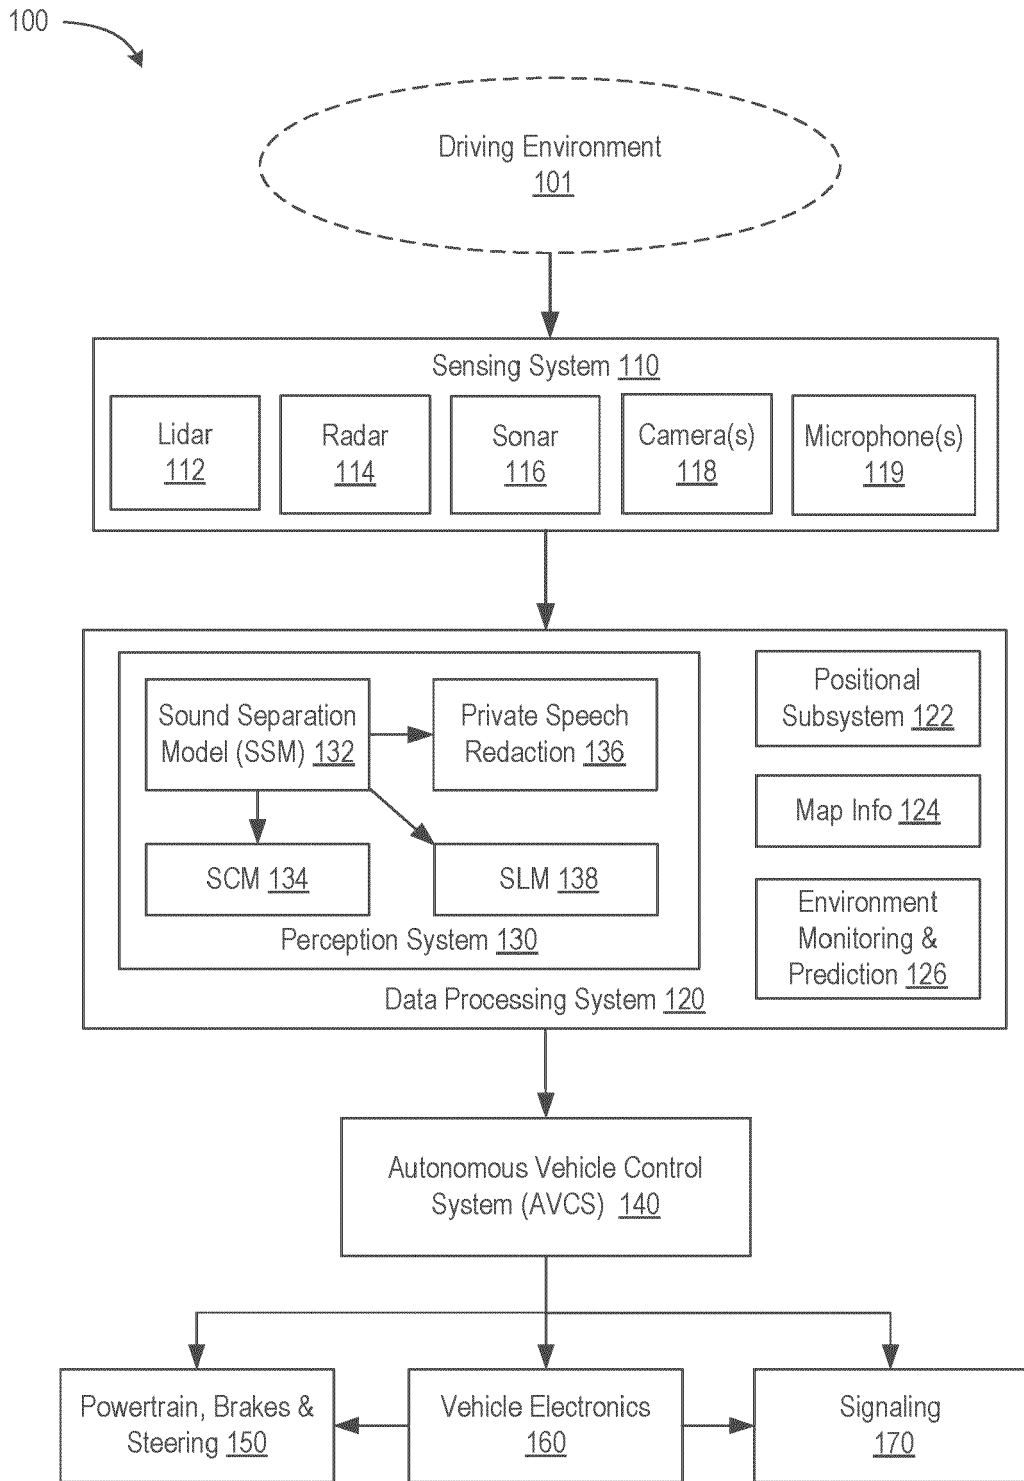 100
Driving Environment
101
Sensing System 110
Lidar
112
Radar
114
Sonar
116
Camera(s)
118
Microphone(s)
119
Sound Separation
Model (SSM) 132
Private Speech
Redaction 136
SCM 134
SLM 138
Perception System 130
Positional
Subsystem 122
Map Info 124
Environment
Monitoring &
Prediction 126
Data Processing System 120
Autonomous Vehicle Control
System (AVCS) 140
Powertrain, Brakes &
Steering 150
Vehicle Electronics
160
Signaling
170